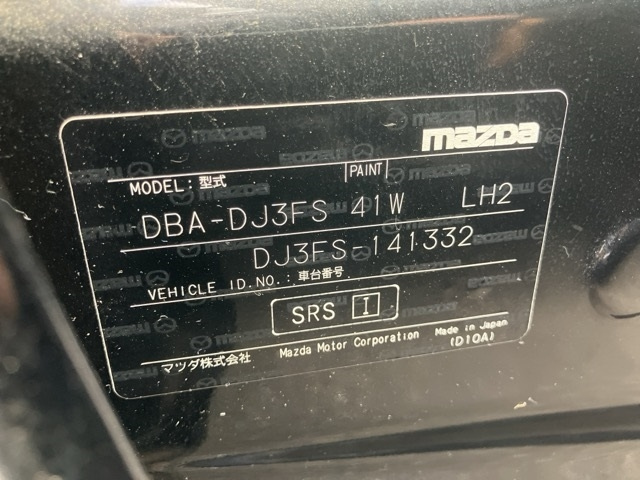 mazda
MODEL:型式 PAINT
DBA-DJ3FS 41W LH2
DJ3FS-141332
VEHICLE ID.NO.:車台番号
SRS I
マツダ株式会社 Mazda Motor Corporation Made in Japan
(D10A)